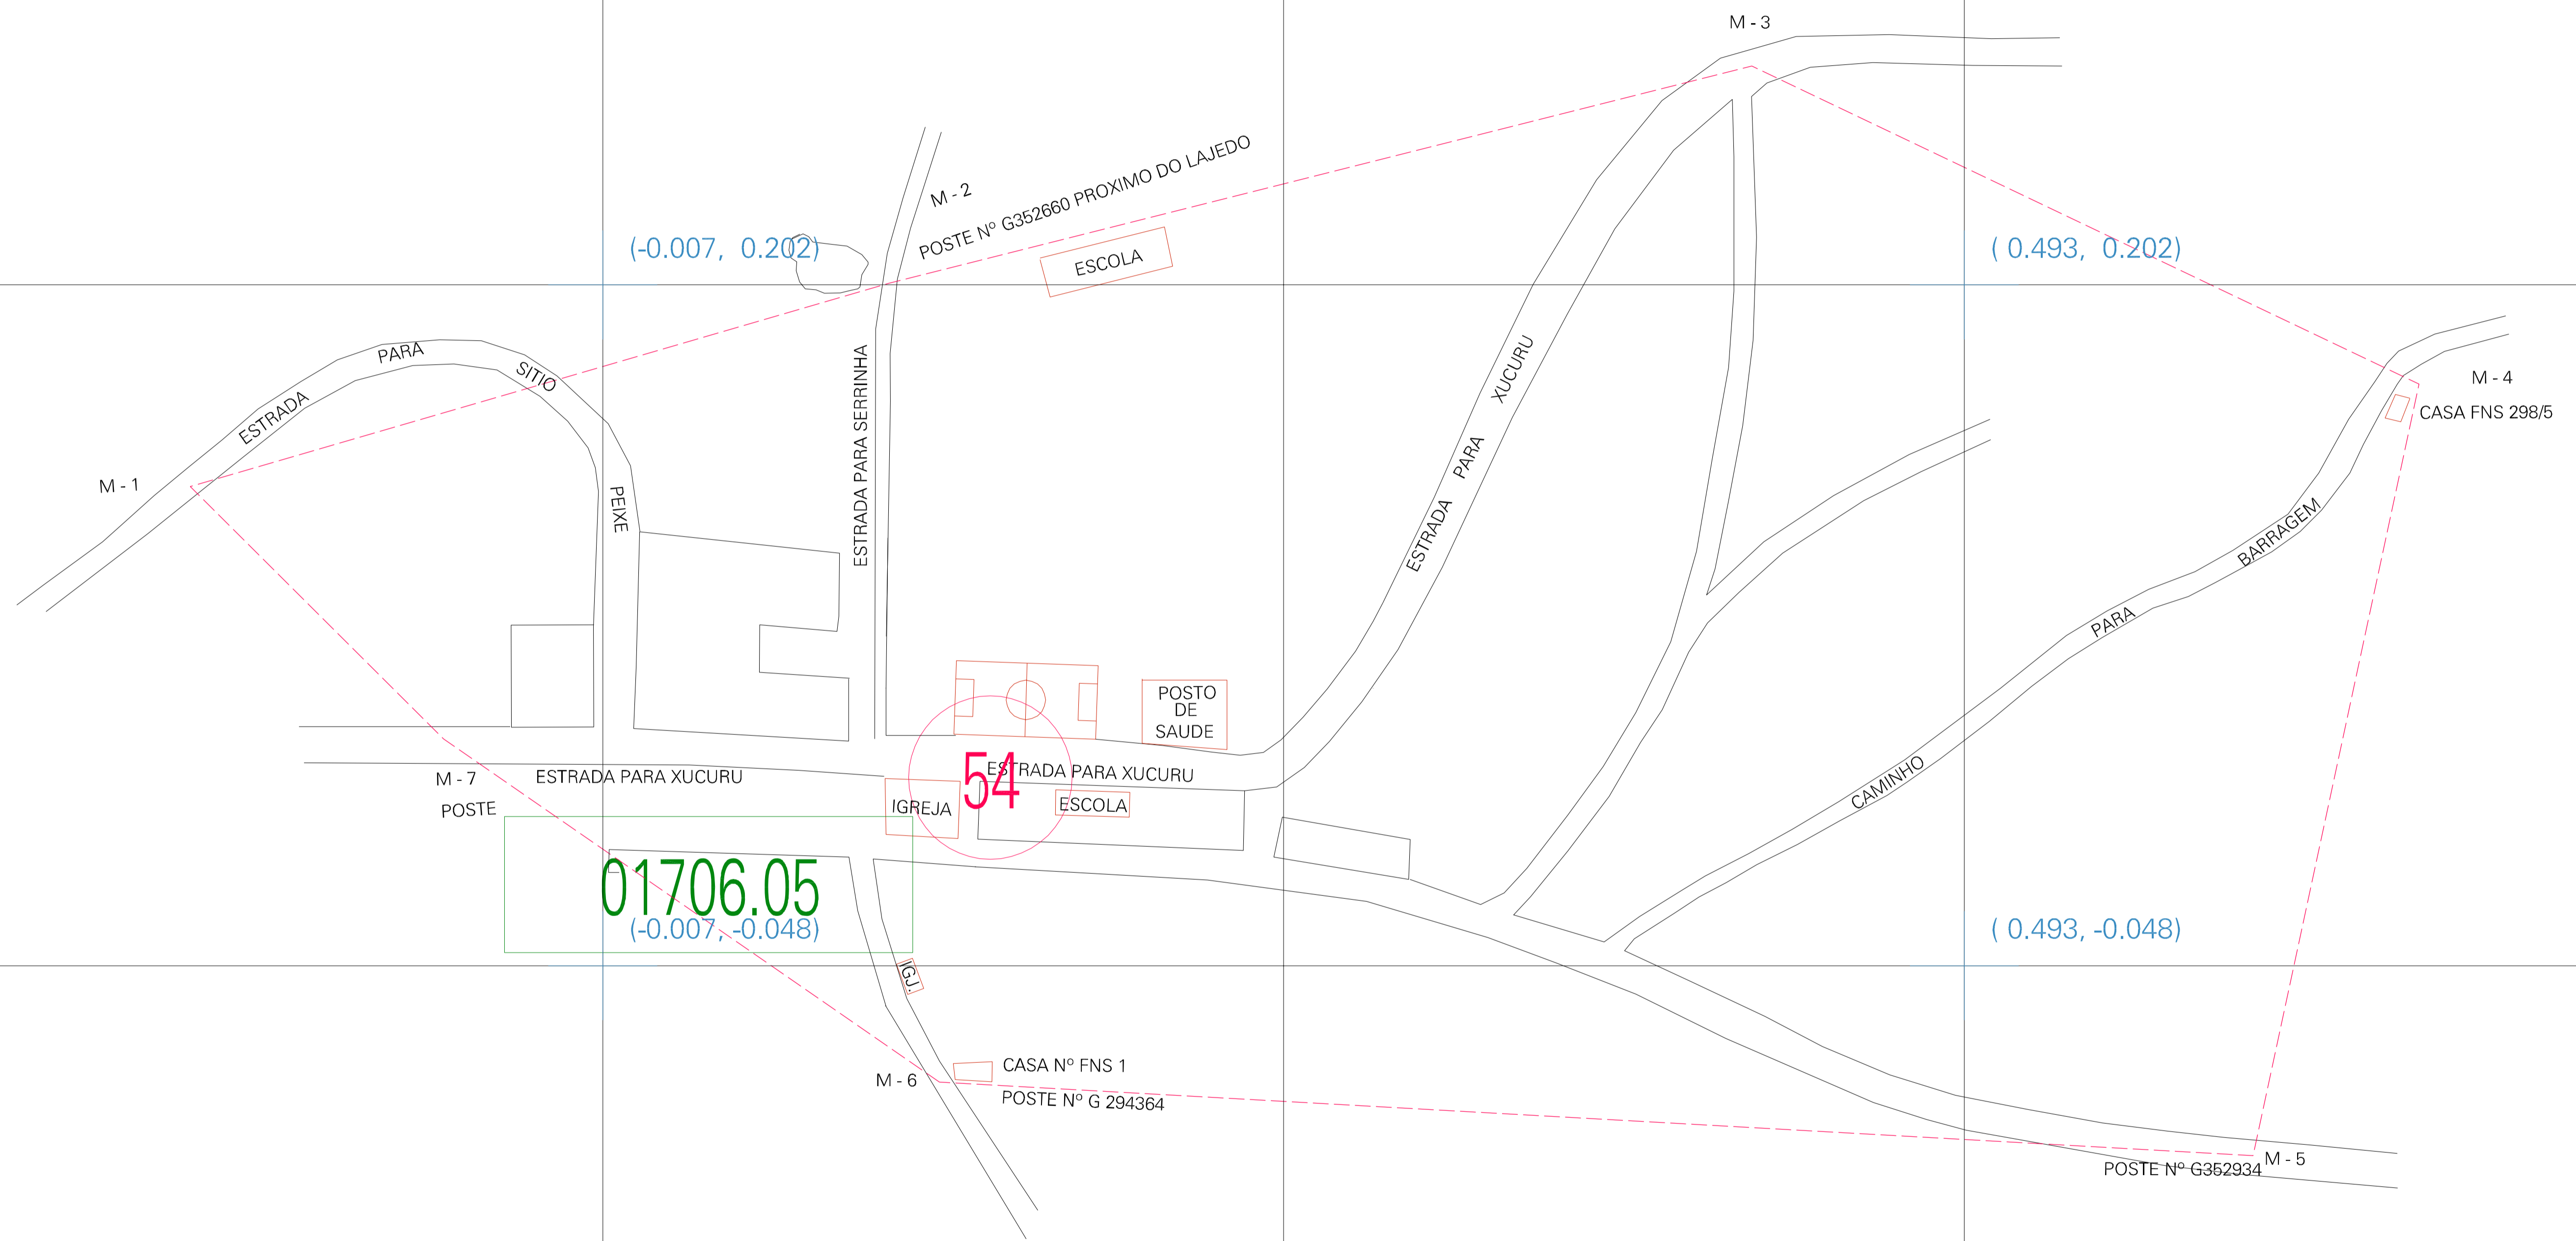 M - 3
M - 2
POSTE Nº G352660 PROXIMO DO LAJEDO
(-0.007,  0.202)
ESCOLA
( 0.493,  0.202)
ESTRADA PARA SITIO PEIXE
M - 1
ESTRADA PARA SERRINHA
ESTRADA PARA XUCURU
M - 4
CASA FNS 298/5
CAMINHO PARA BARRAGEM
POSTO
DE
SAUDE
M - 7
POSTE
ESTRADA PARA XUCURU
54
ESTRADA PARA XUCURU
IGREJA
ESCOLA
01706.05
(-0.007, -0.048)
( 0.493, -0.048)
IGJ.
M - 6
CASA Nº FNS 1
POSTE Nº G 294364
POSTE Nº G352934
M - 5